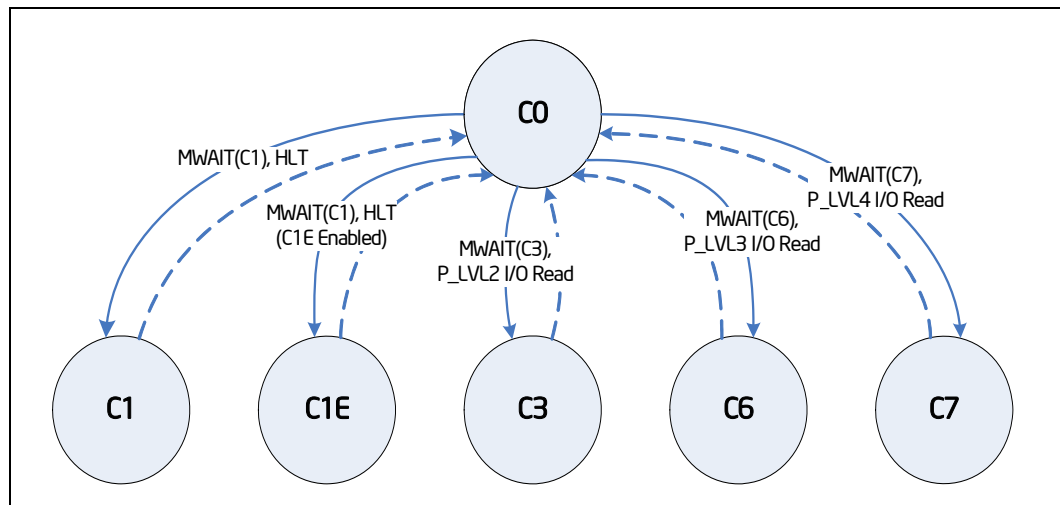 C0
MWAIT(C1), HLT
MWAIT(C1), HLT
(C1E Enabled)
MWAIT(C3),
P_LVL2 I/O Read
MWAIT(C6),
P_LVL3 I/O Read
MWAIT(C7),
P_LVL4 I/O Read
C1
C1E
C3
C6
C7